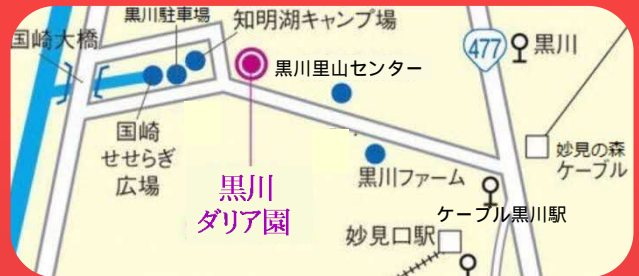 黒川駐車場
知明湖キャンプ場
国崎大橋
477
黒川
黒川里山センター
国崎
せせらぎ
広場
妙見の森
ケーブル
黒川ファーム
黒川
ダリア園
ケーブル黒川駅
妙見口駅